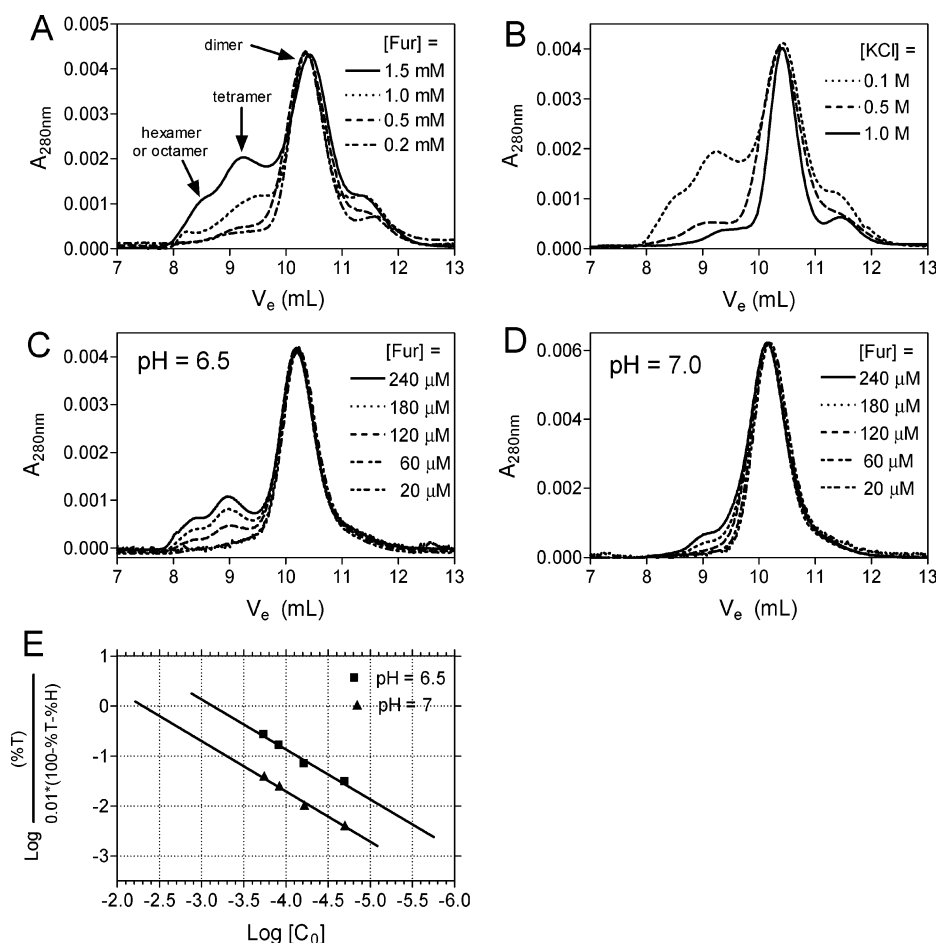 A
0.005
0.004
0.003
0.002
0.001
0.000
A280nm
dimer
tetramer
hexamer
or octamer
[Fur] =
1.5 mM
1.0 mM
0.5 mM
0.2 mM
7 8 9 10 11 12 13
Ve (mL)
B
0.004
0.003
0.002
0.001
0.000
A280nm
[KCl] =
0.1 M
0.5 M
1.0 M
7 8 9 10 11 12 13
Ve (mL)
C
pH = 6.5
0.004
0.003
0.002
0.001
0.000
A280nm
[Fur] =
240 μM
180 μM
120 μM
60 μM
20 μM
7 8 9 10 11 12 13
Ve (mL)
D
pH = 7.0
0.006
0.004
0.002
0.000
A280nm
[Fur] =
240 μM
180 μM
120 μM
60 μM
20 μM
7 8 9 10 11 12 13
Ve (mL)
E
1
0
-1
-2
-3
Log
(%T)
0.01*(100-%T-%H)
pH = 6.5
pH = 7
-2.0 -2.5 -3.0 -3.5 -4.0 -4.5 -5.0 -5.5 -6.0
Log [C0]